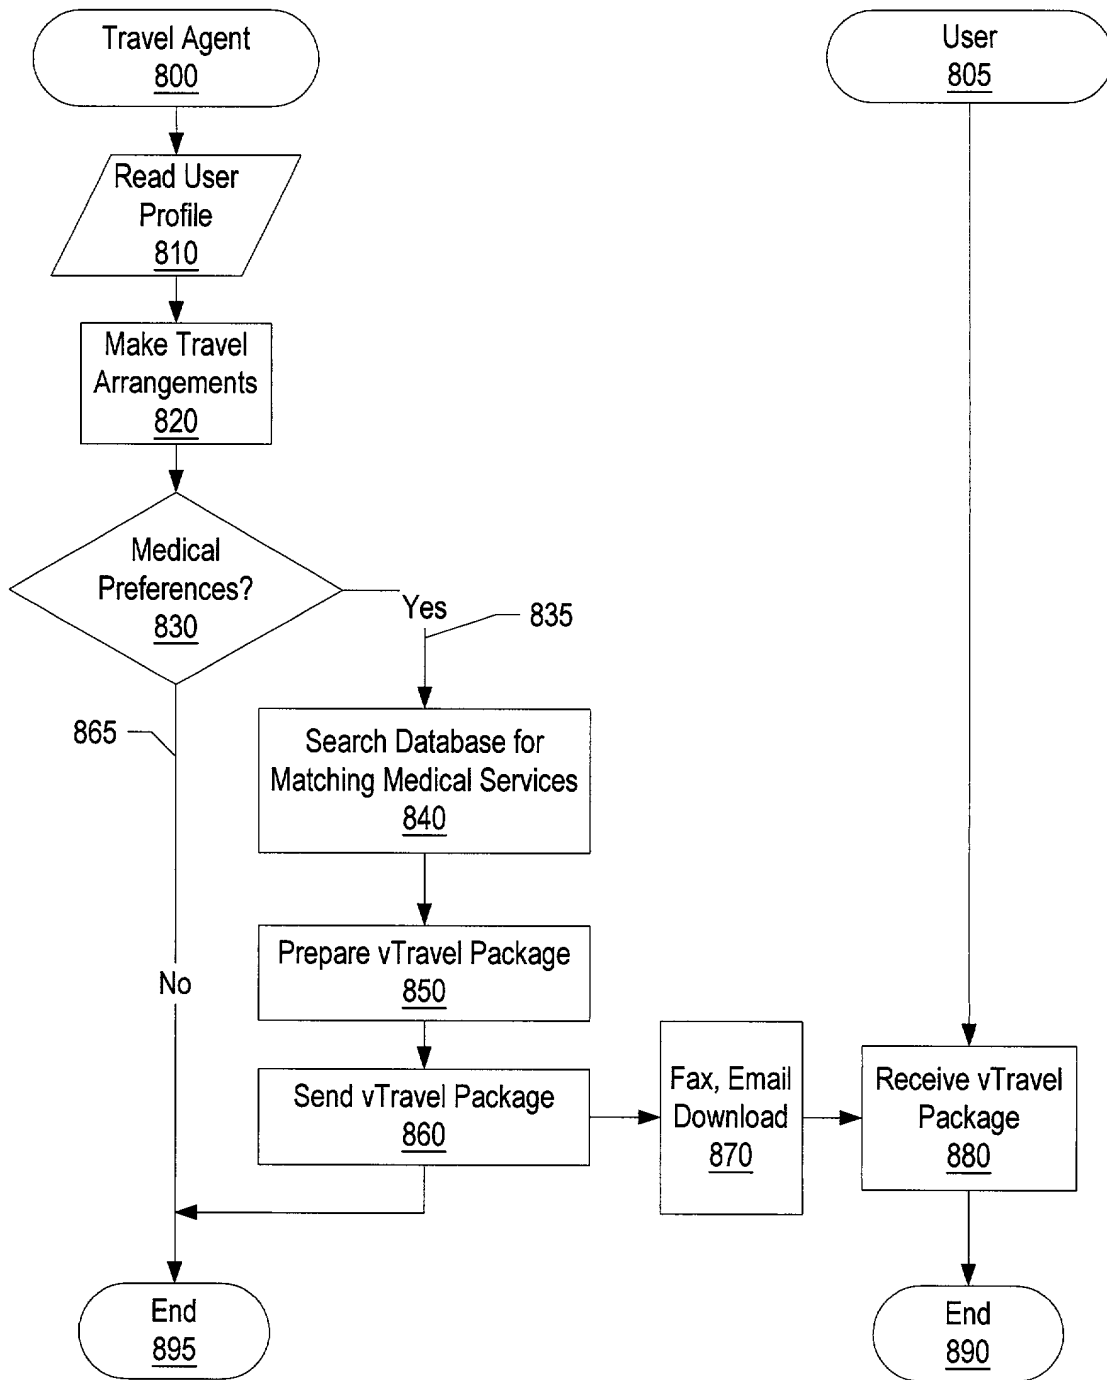 Travel Agent
800
User
805
Read User
Profile
810
Make Travel
Arrangements
820
Medical
Preferences?
830
Yes
835
865
Search Database for
Matching Medical Services
840
No
Prepare vTravel Package
850
Send vTravel Package
860
Fax, Email
Download
870
Receive vTravel
Package
880
End
895
End
890